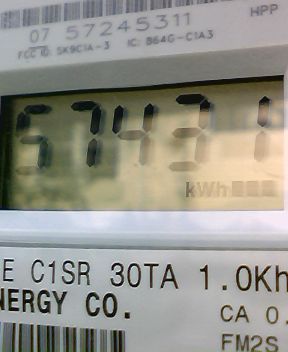 07 57245311
HPP
FCC ID: SK9C1A-3 IC: 864G-C1A3
57431
kWh
E C1SR 30TA 1.0Kh
NERGY CO.
CA 0.
FM2S